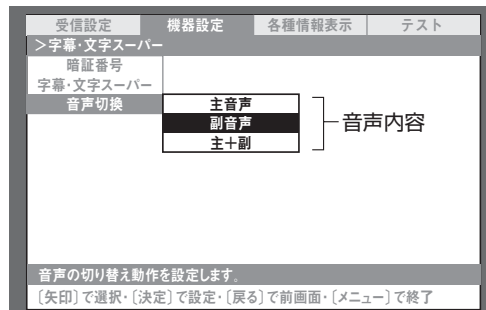 受信設定 機器設定 各種情報表示 テスト
＞字幕・文字スーパー
暗証番号
字幕・文字スーパー
音声切換
主音声
副音声
主＋副
音声内容
音声の切り替え動作を設定します。
〔矢印〕で選択・〔決定〕で設定・〔戻る〕で前画面・〔メニュー〕で終了